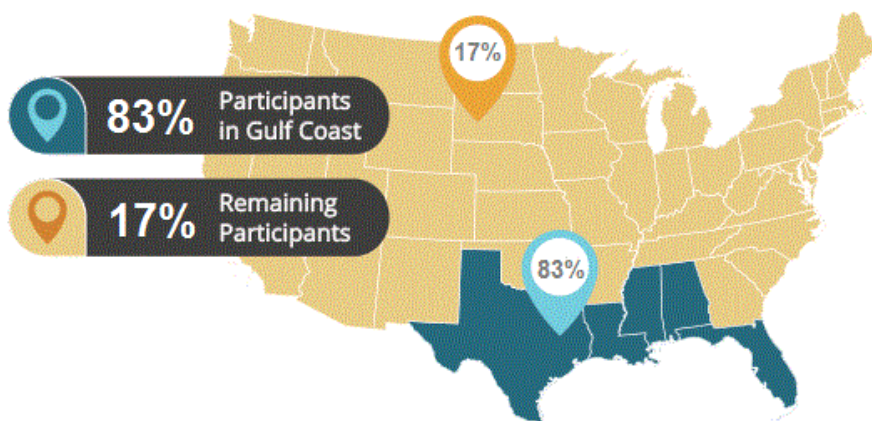 17%
83% Participants
in Gulf Coast
17% Remaining
Participants
83%